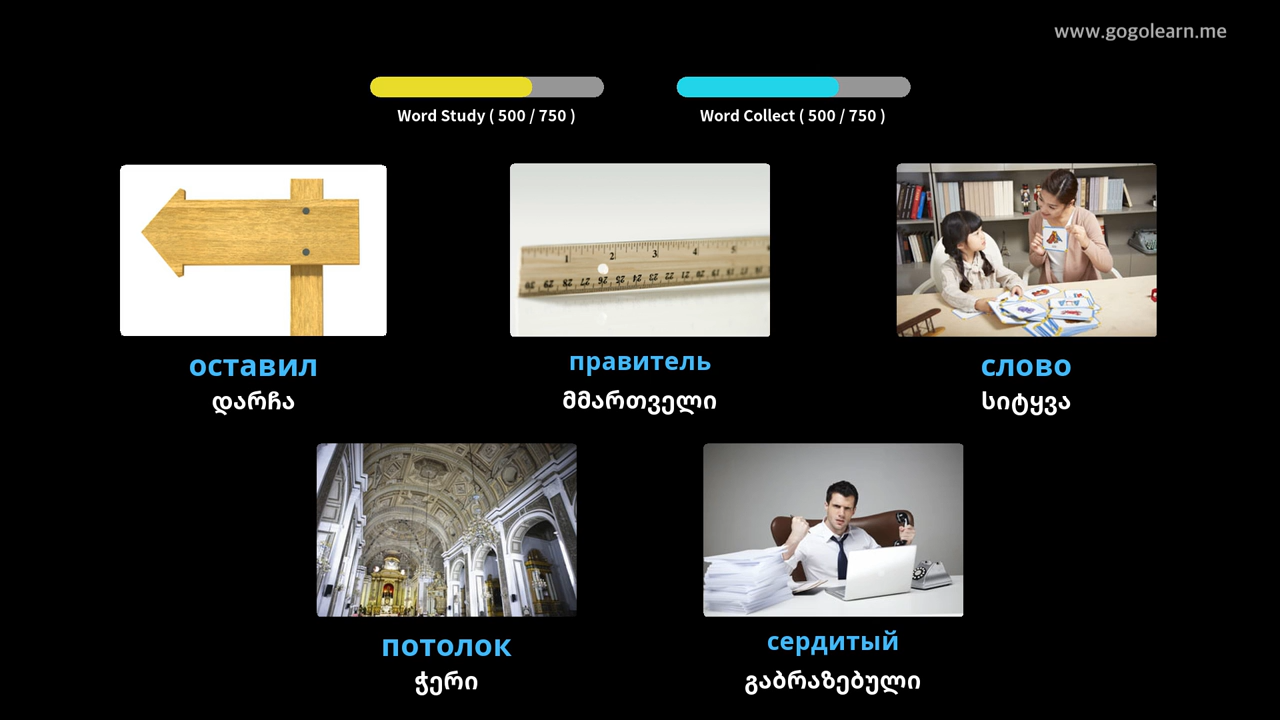 www.gogolearn.me
Word Study ( 500 / 750 )
Word Collect ( 500 / 750 )
оставил
დარჩა
правитель
მმართველი
слово
სიტყვა
потолок
ჭერი
сердитый
გაბრაზებული